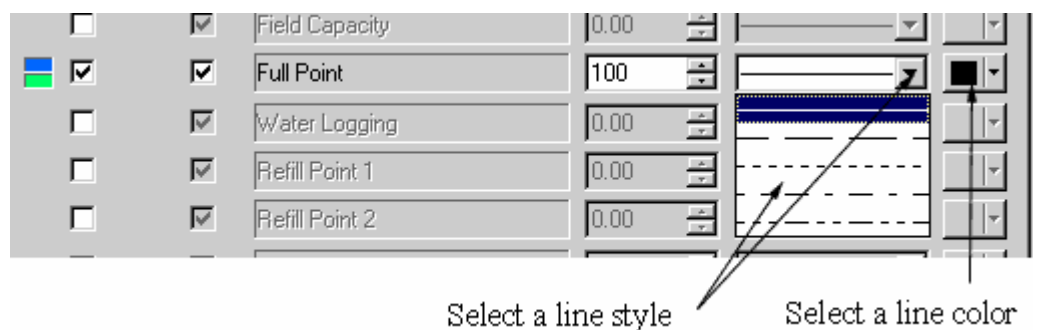 Field Capacity 0.00
Full Point 100
Water Logging 0.00
Refill Point 1 0.00
Refill Point 2 0.00
Select a line style Select a line color